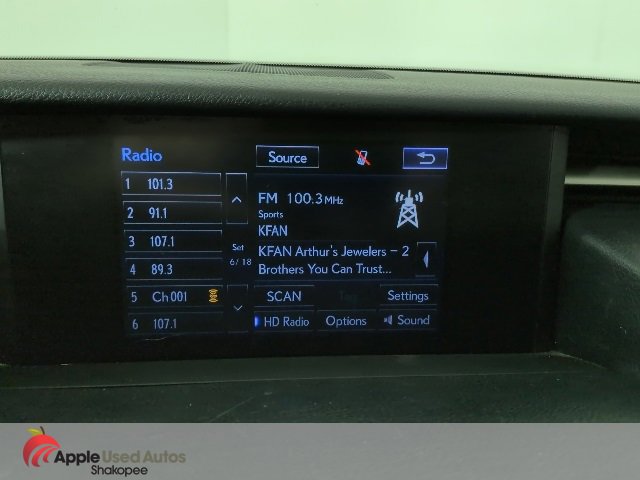 Radio
Source
1 101.3
2 91.1
3 107.1
4 89.3
5 Ch 001
6 107.1
Set
6/ 18
FM 100.3 MHz
Sports
KFAN
KFAN Arthur's Jewelers – 2
Brothers You Can Trust...
SCAN
Tag
Settings
HD Radio
Options
Sound
Apple Used Autos
Shakopee